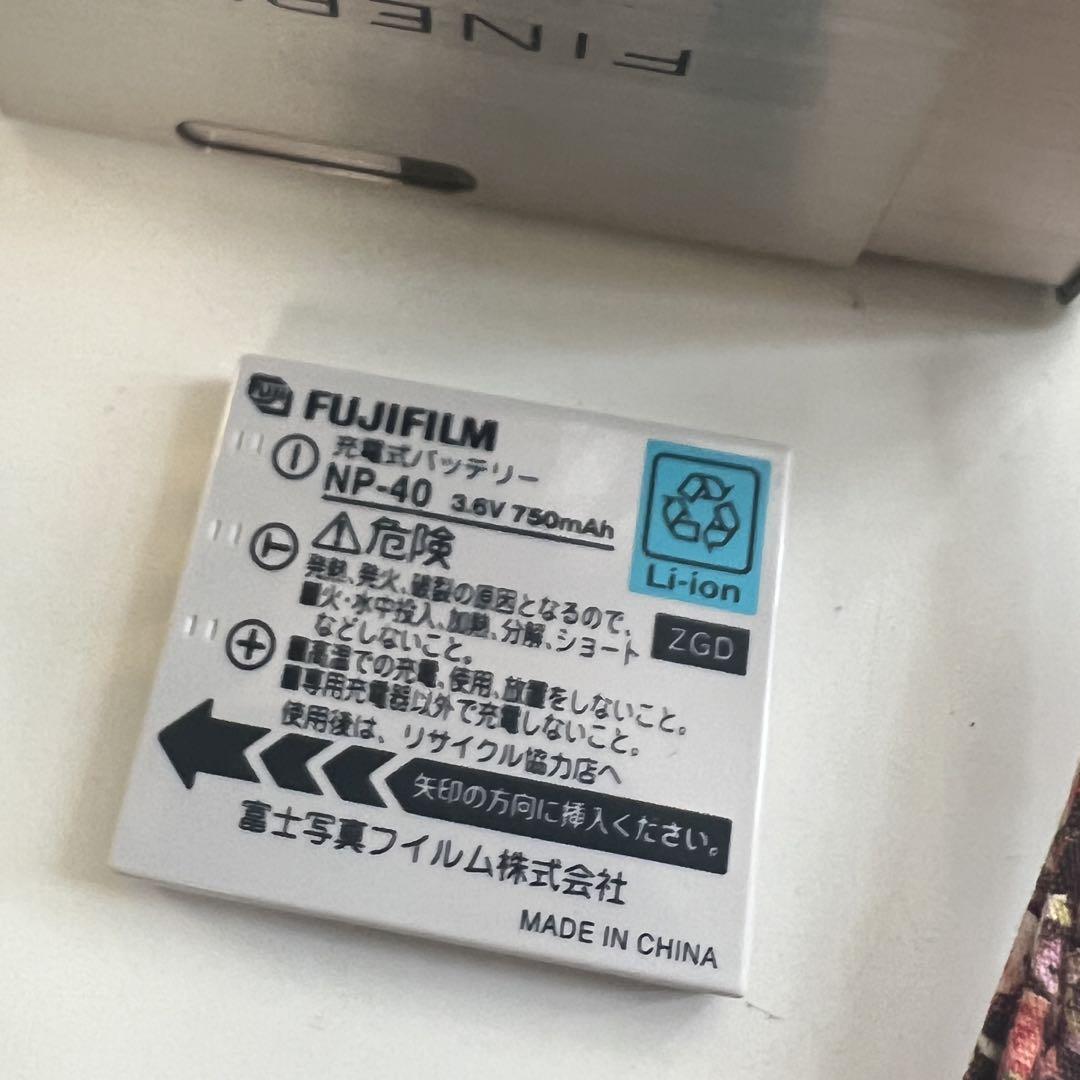 FINEP
FUJI FUJIFILM
充電式バッテリー
NP-40 3.6V 750mAh
⚠危険
発熱、発火、破裂の原因となるので、
■火・水中投入、加熱、分解、ショート
などしないこと。
■高温での充電、使用、放置をしないこと。
■専用充電器以外で充電しないこと。
使用後は、リサイクル協力店へ
Li-ion
ZGD
矢印の方向に挿入ください。
富士写真フイルム株式会社
MADE IN CHINA